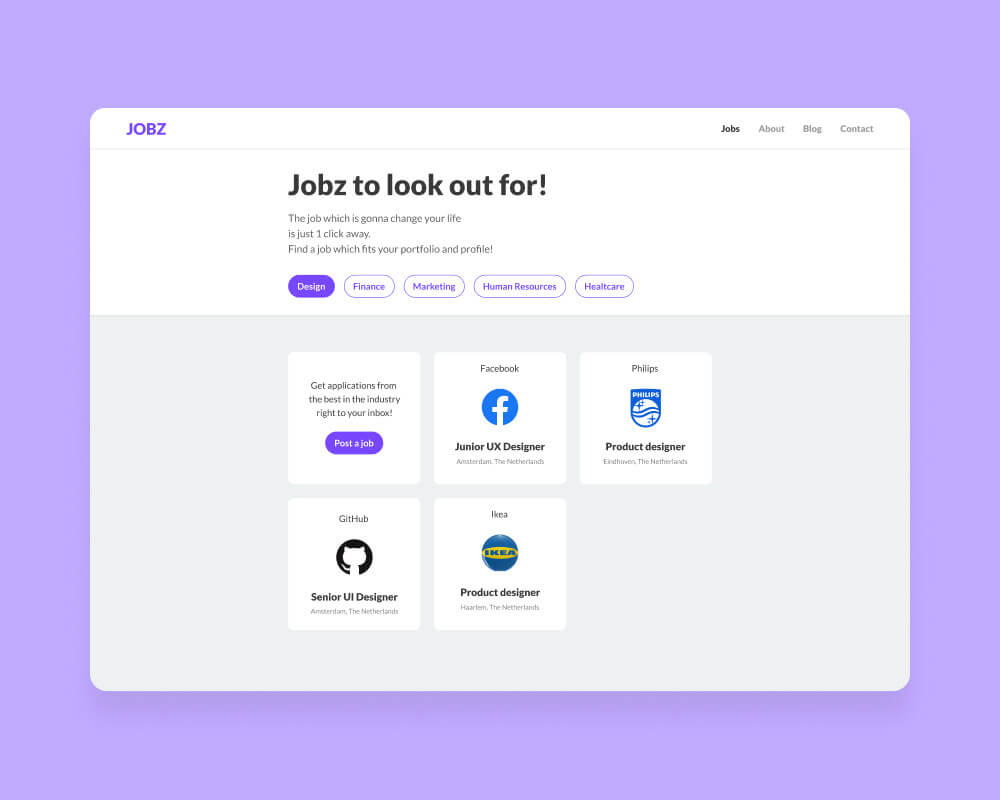 JOBZ
Jobs About Blog Contact
Jobz to look out for!
The job which is gonna change your life
is just 1 click away.
Find a job which fits your portfolio and profile!
Design Finance Marketing Human Resources Healtcare
Get applications from
the best in the industry
right to your inbox!
Post a job
Facebook
Junior UX Designer
Amsterdam, The Netherlands
Philips
PHILIPS
Product designer
Eindhoven, The Netherlands
GitHub
Senior UI Designer
Amsterdam, The Netherlands
Ikea
IKEA
Product designer
Haarlem, The Netherlands